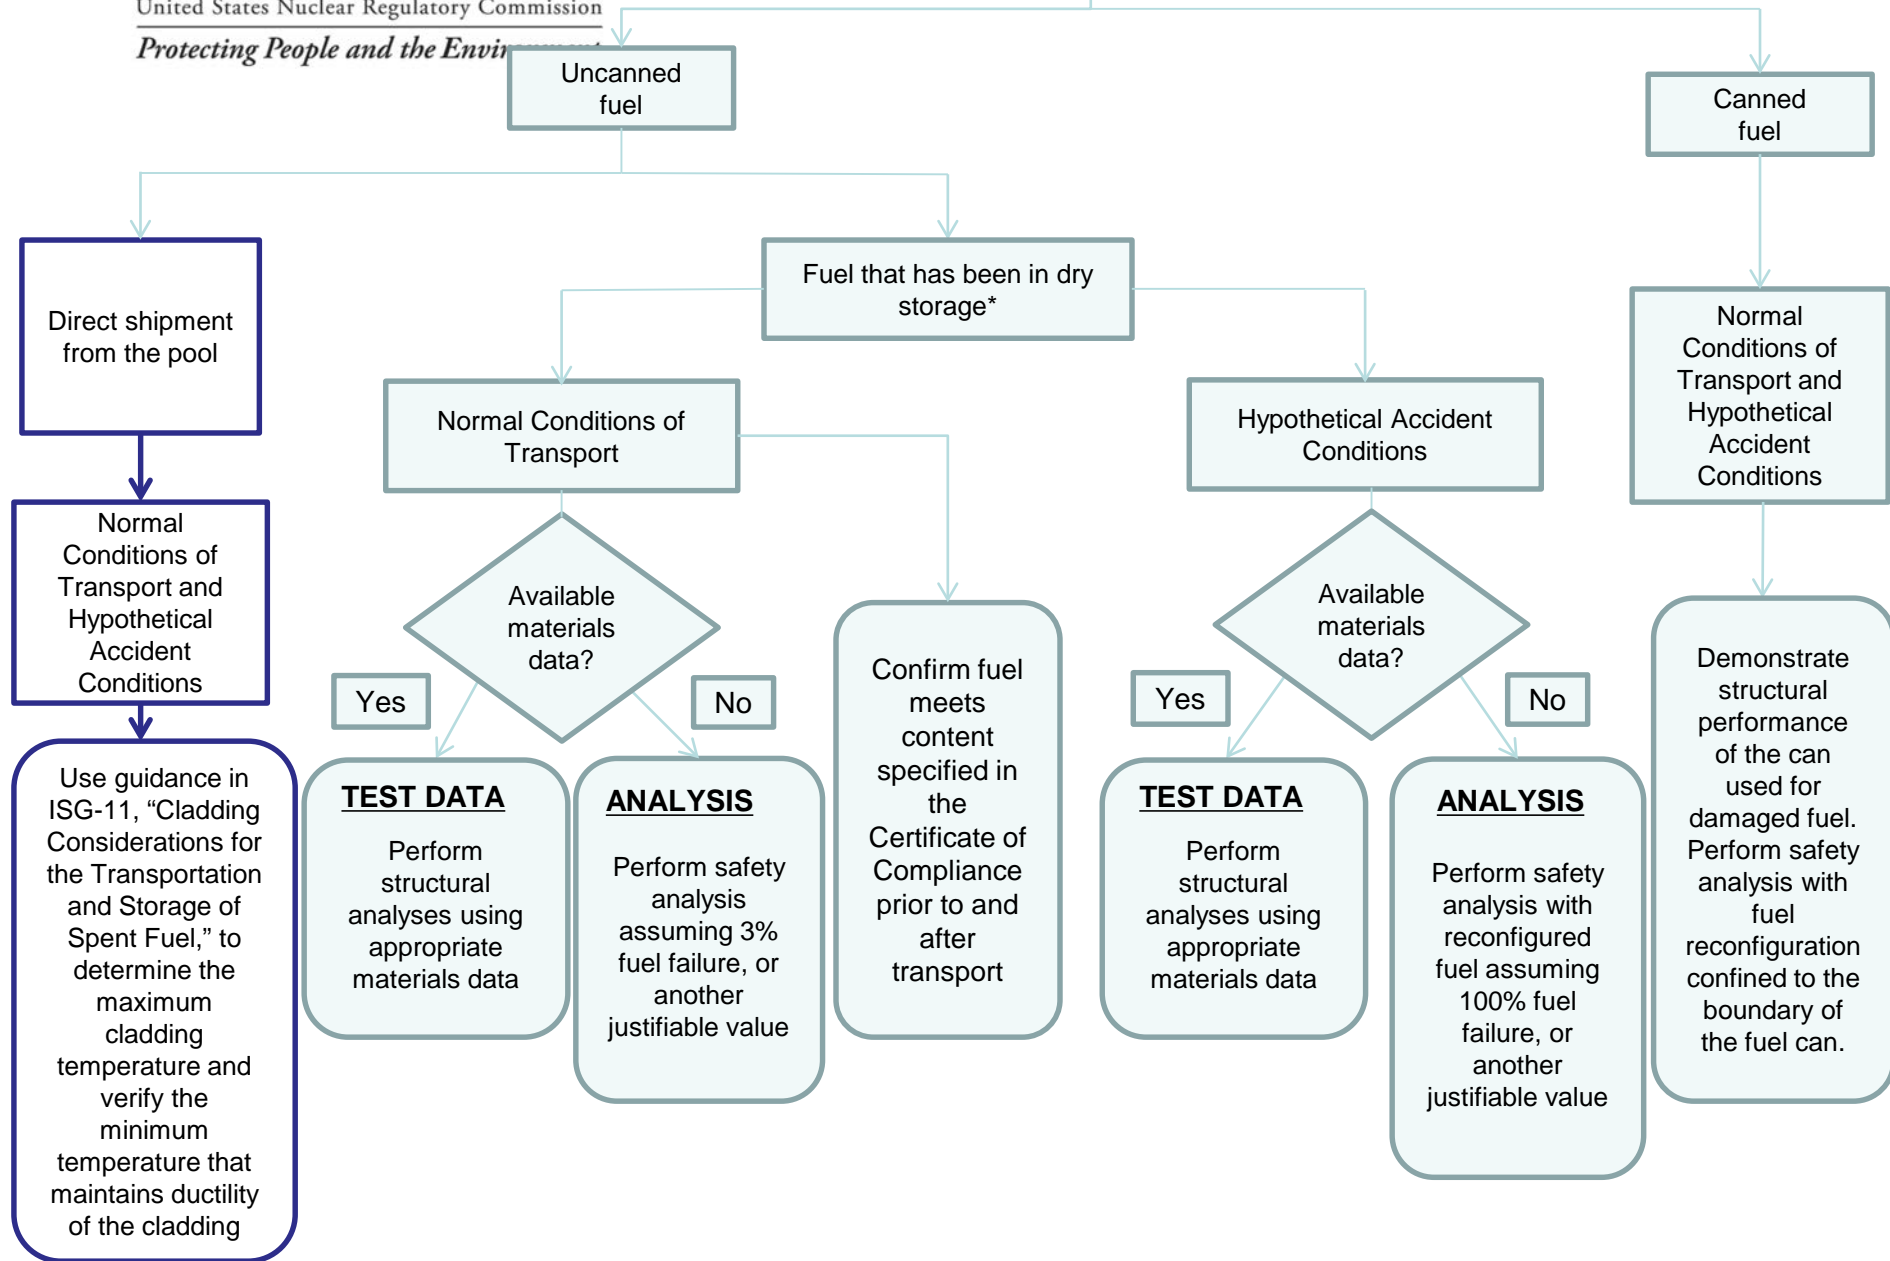 United States Nuclear Regulatory Commission
Protecting People and the
Uncanned
fuel
Canned
fuel
Direct shipment
from the pool
Fuel that has been in dry
storage*
Normal
Conditions of
Transport and
Hypothetical
Accident
Conditions
Normal Conditions of
Transport
Hypothetical Accident
Conditions
Normal
Conditions of
Transport and
Hypothetical
Accident
Conditions
Available
materials
data?
Yes
No
Available
materials
data?
Yes
No
Use guidance in
ISG-11, “Cladding
Considerations for
the Transportation
and Storage of
Spent Fuel,” to
determine the
maximum
cladding
temperature and
verify the
minimum
temperature that
maintains ductility
of the cladding
TEST DATA
Perform
structural
analyses using
appropriate
materials data
ANALYSIS
Perform safety
analysis
assuming 3%
fuel failure, or
another
justifiable value
Confirm fuel
meets
content
specified in
the
Certificate of
Compliance
prior to and
after
transport
TEST DATA
Perform
structural
analyses using
appropriate
materials data
ANALYSIS
Perform safety
analysis with
reconfigured
fuel assuming
100% fuel
failure, or
another
justifiable value
Demonstrate
structural
performance
of the can
used for
damaged fuel.
Perform safety
analysis with
fuel
reconfiguration
confined to the
boundary of
the fuel can.